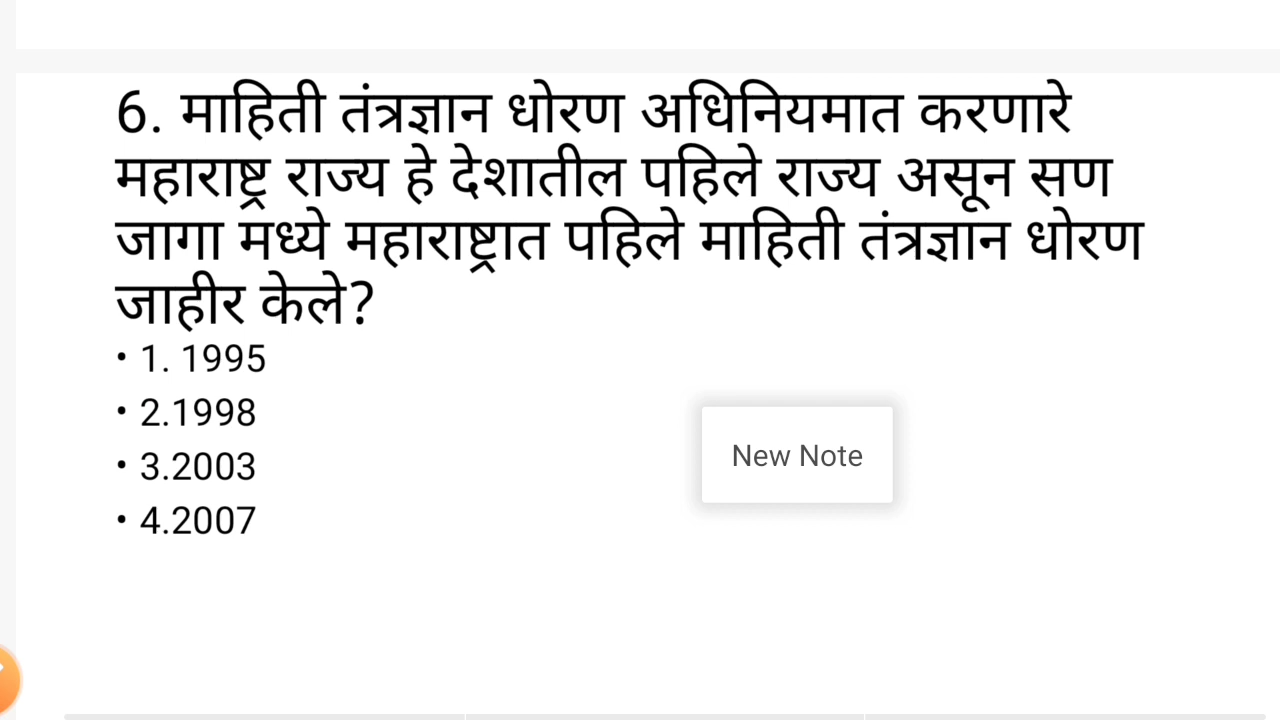 6. माहिती तंत्रज्ञान धोरण अधिनियमात करणारे
महाराष्ट्र राज्य हे देशातील पहिले राज्य असून सण
जागा मध्ये महाराष्ट्रात पहिले माहिती तंत्रज्ञान धोरण
जाहीर केले?
• 1. 1995
• 2.1998
• 3.2003
• 4.2007
New Note